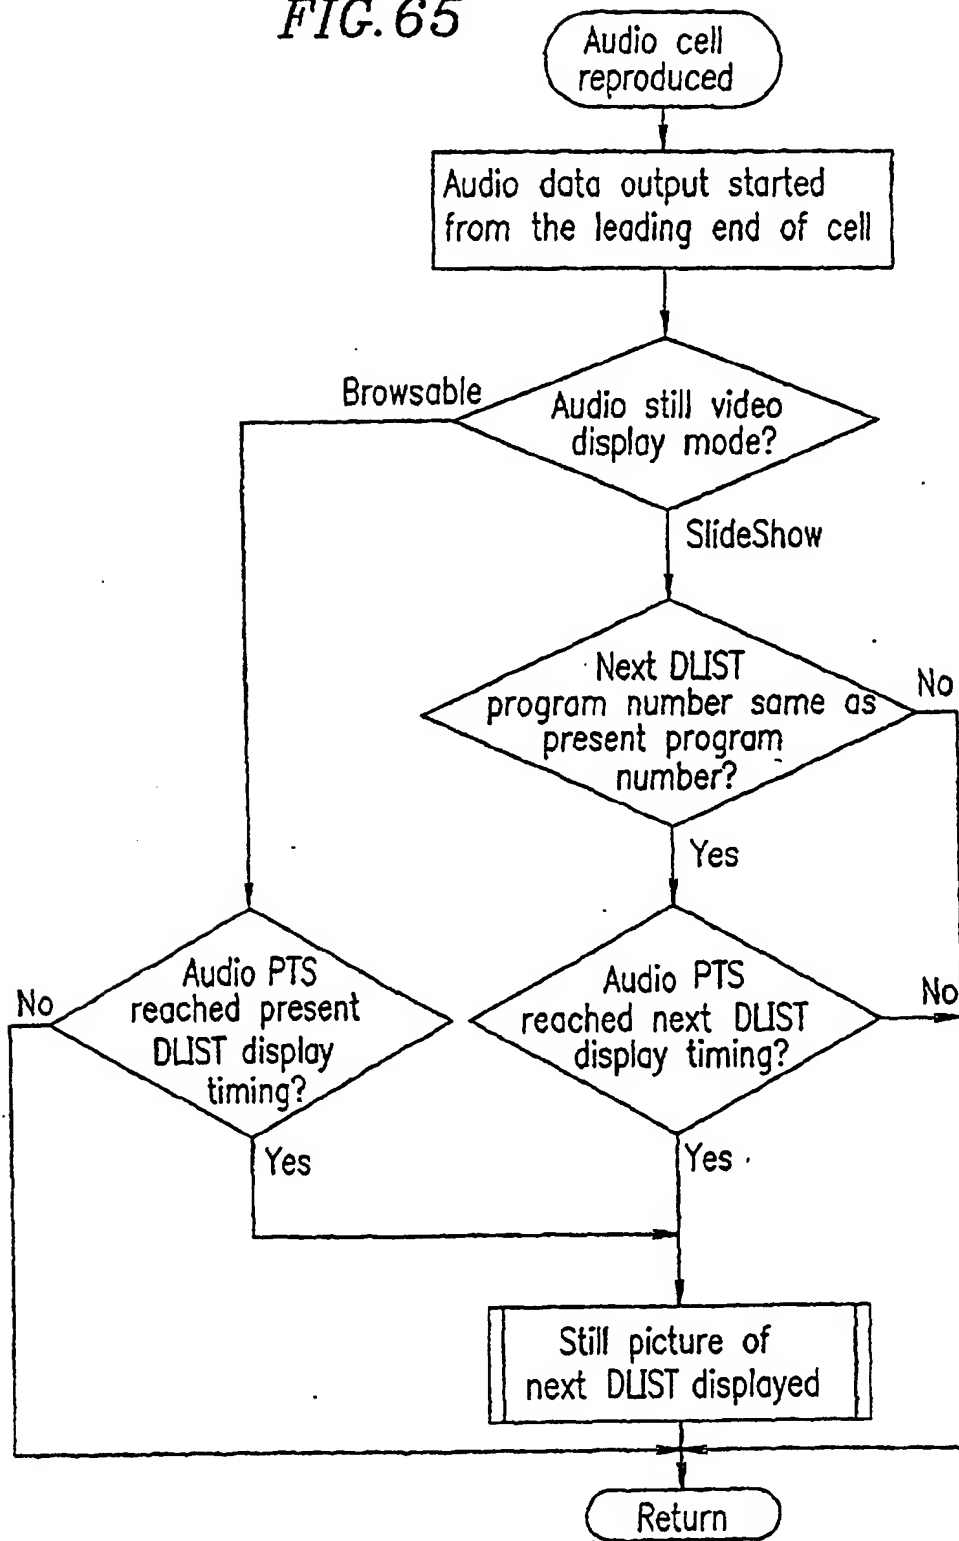 FIG. 65
Audio cell
reproduced
Audio data output started
from the leading end of cell
Browsable
Audio still video
display mode?
SlideShow
Next DLIST
program number same as
present program
number?
No
Yes
Audio PTS
reached present
DLIST display
timing?
No
Yes
Audio PTS
reached next DLIST
display timing?
No
Yes
Still picture of
next DLIST displayed
Return